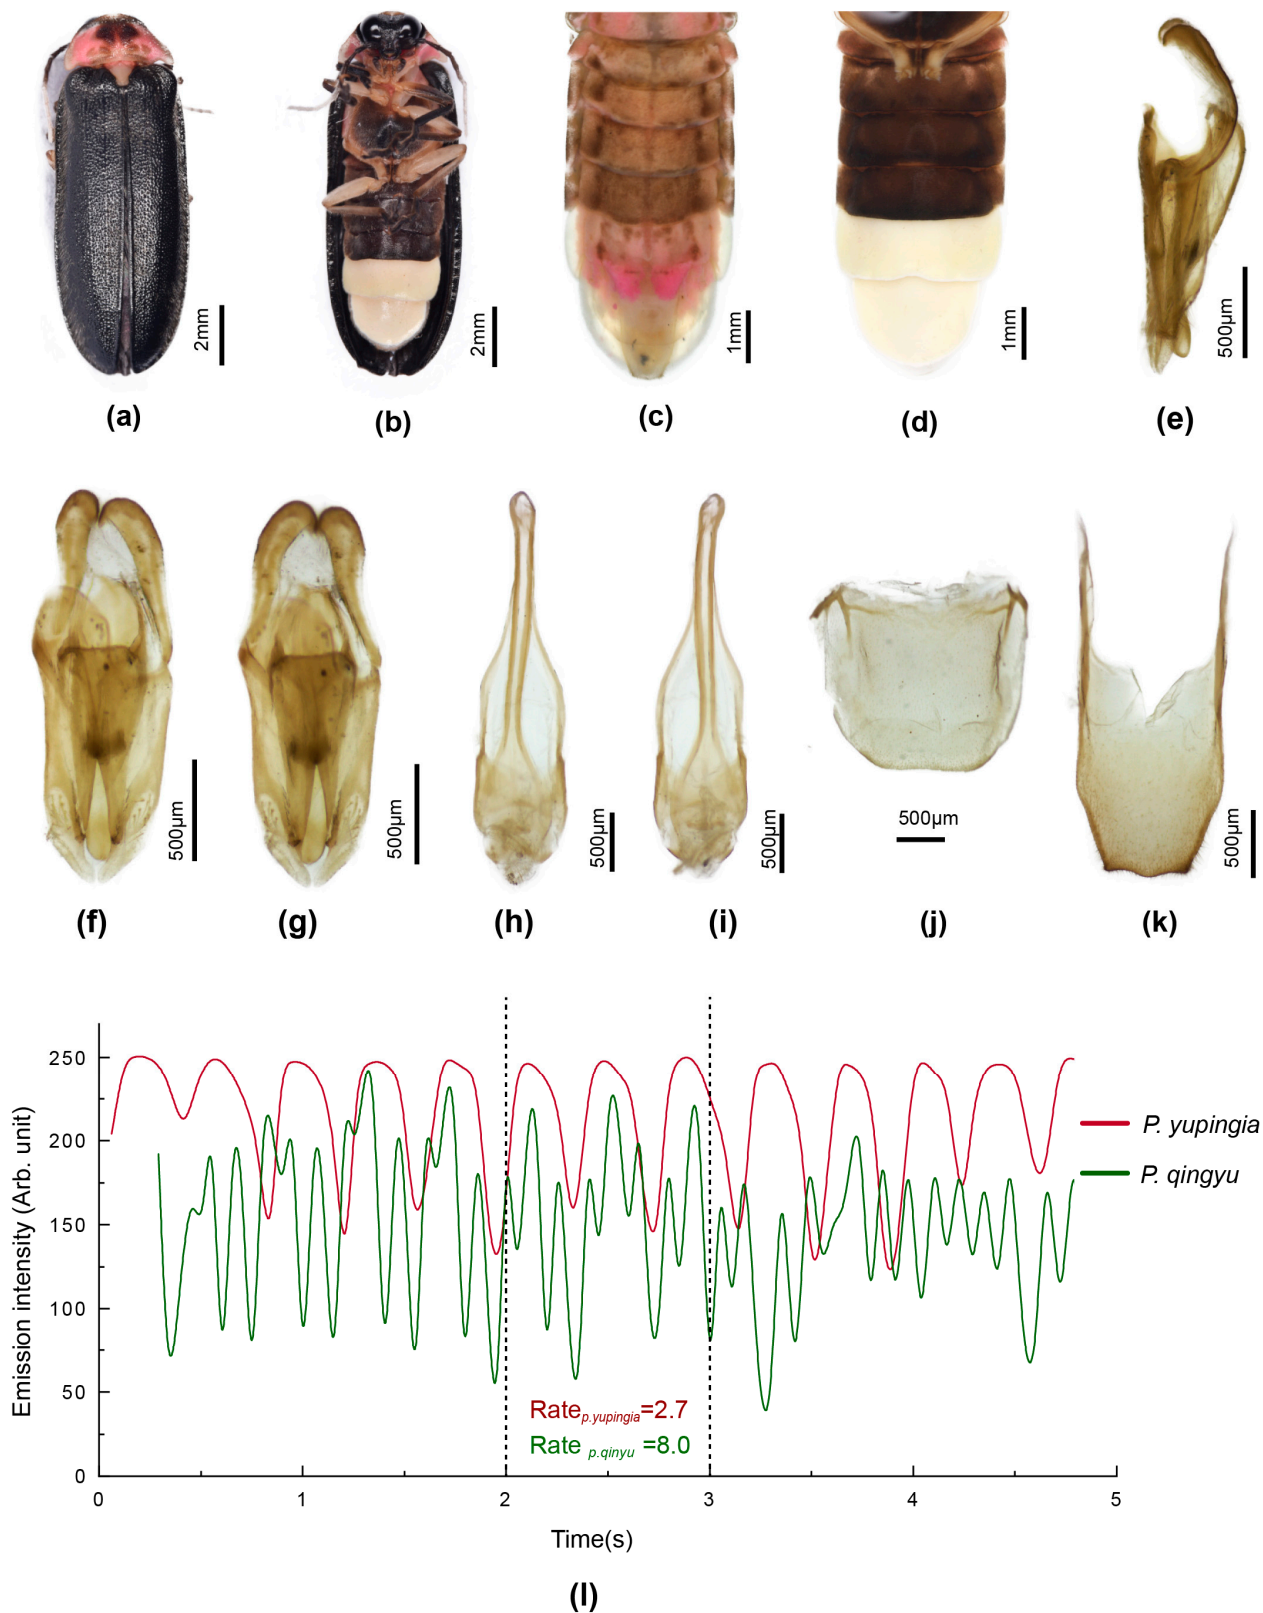 2mm
2mm
1mm
1mm
500µm
(a)
(b)
(c)
(d)
(e)
500µm
500µm
500µm
500µm
500µm
500µm
(f)
(g)
(h)
(i)
(j)
(k)
Emission intensity (Arb. unit)
250
200
150
100
50
0
P. yupingia
P. qingyu
Rate p.yupingia=2.7
Rate p.qinyu =8.0
0 1 2 3 4 5
Time(s)
(l)